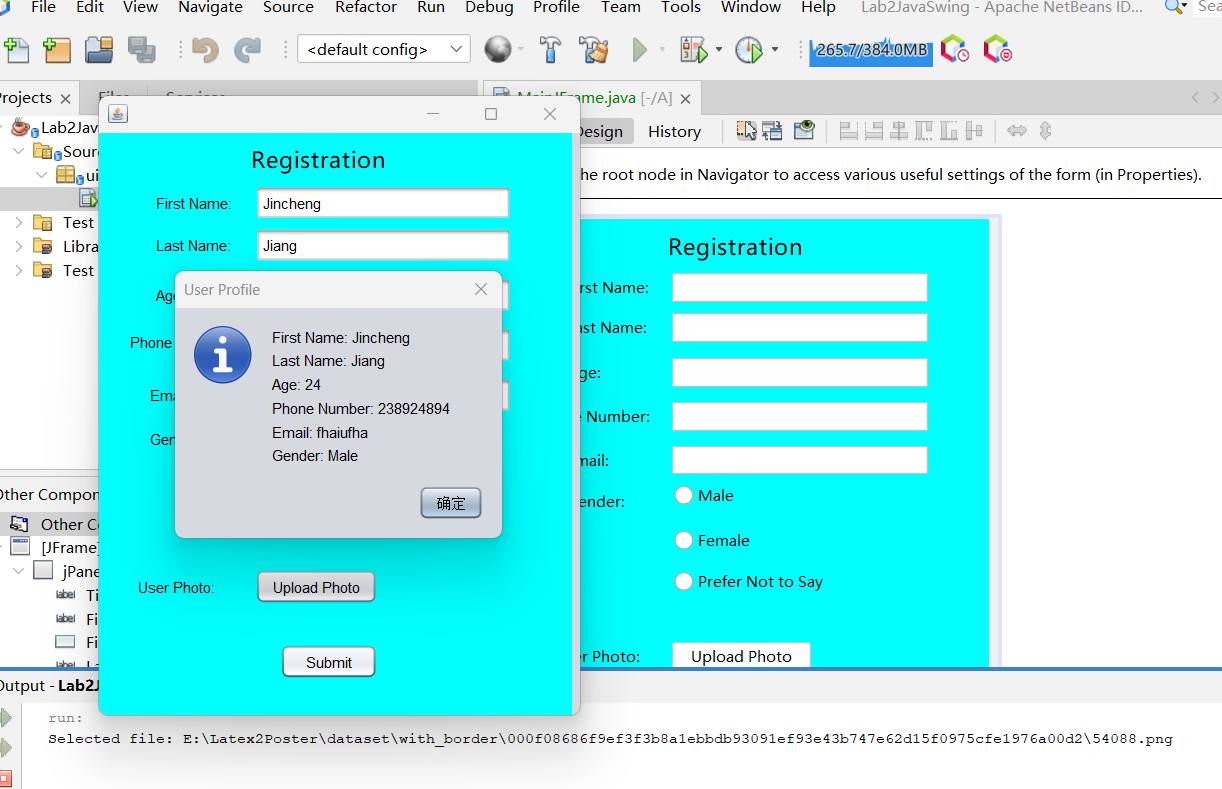 File Edit View Navigate Source Refactor Run Debug Profile Team Tools Window Help Lab2JavaSwing - Apache NetBeans ID... Sea
<default config> 265.7/384.0MB
Projects Files Services MainJFrame.java [-/A]
Design History
he root node in Navigator to access various useful settings of the form (in Properties).
Lab2Jav
Sour
ui
Test
Libra
Test
Other Compon
Other Co
[JFrame]
jPane
label Ti
label Fi
Fi
label La
Registration
First Name: Jincheng
Last Name: Jiang
Age
Phone
Ema
Gen
User Profile
First Name: Jincheng
Last Name: Jiang
Age: 24
Phone Number: 238924894
Email: fhaiufha
Gender: Male
确定
User Photo: Upload Photo
Submit
Registration
rst Name:
ast Name:
ge:
e Number:
mail:
ender: Male
Female
Prefer Not to Say
r Photo: Upload Photo
Output - Lab2J
run:
Selected file: E:\Latex2Poster\dataset\with_border\000f08686f9ef3f3b8a1ebbdb93091ef93e43b747e62d15f0975cfe1976a00d2\54088.png